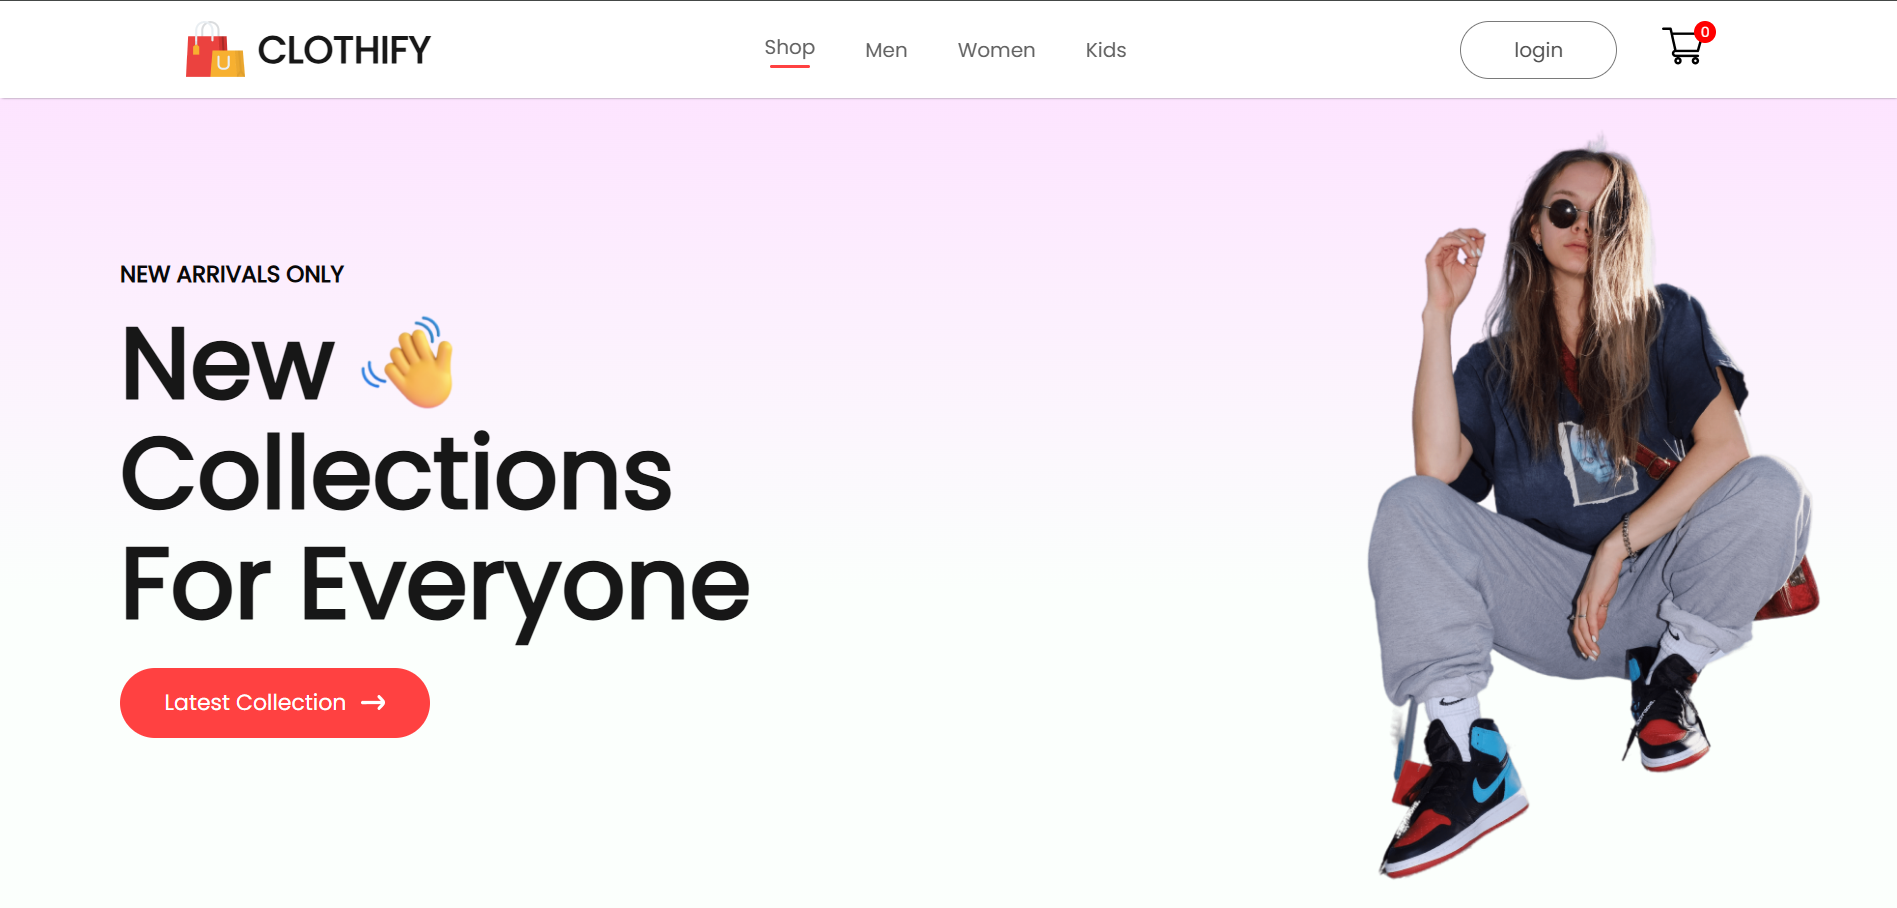 U
CLOTHIFY
Shop
Men
Women
Kids
login
0
NEW ARRIVALS ONLY
New 👋
Collections
For Everyone
Latest Collection →